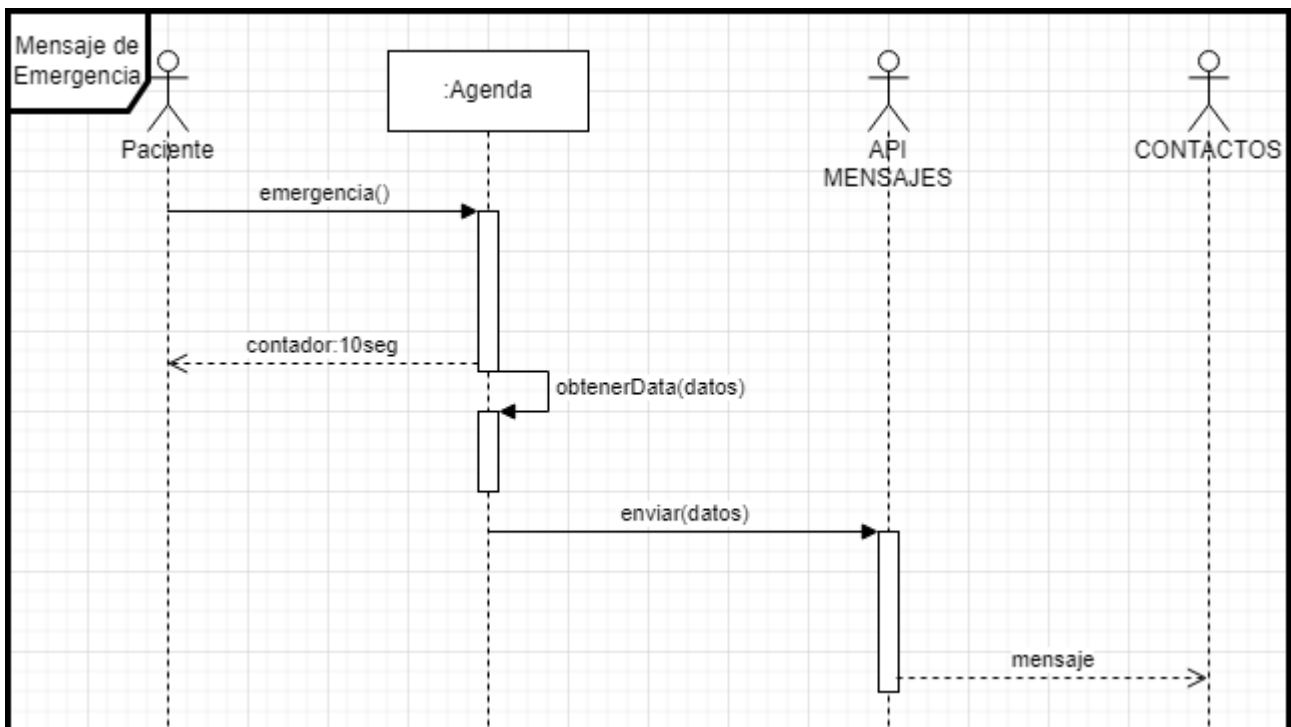 Mensaje de
Emergencia
:Agenda
Paciente
API
MENSAJES
CONTACTOS
emergencia()
contador:10seg
obtenerData(datos)
enviar(datos)
mensaje